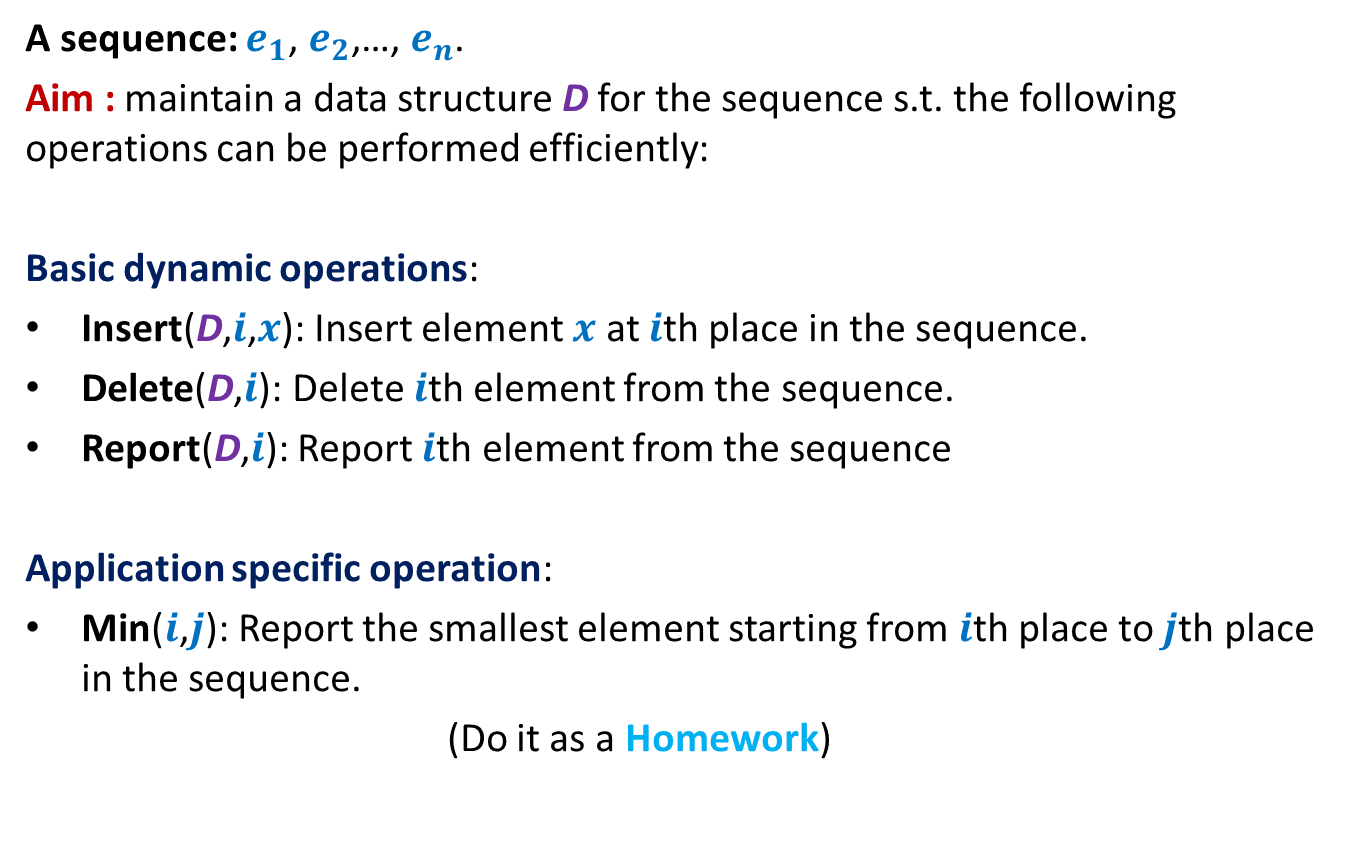 A sequence: e₁, e₂,…, eₙ.
Aim : maintain a data structure D for the sequence s.t. the following
operations can be performed efficiently:
Basic dynamic operations:
• Insert(D,i,x): Insert element x at ith place in the sequence.
• Delete(D,i): Delete ith element from the sequence.
• Report(D,i): Report ith element from the sequence
Application specific operation:
• Min(i,j): Report the smallest element starting from ith place to jth place
in the sequence.
(Do it as a Homework)